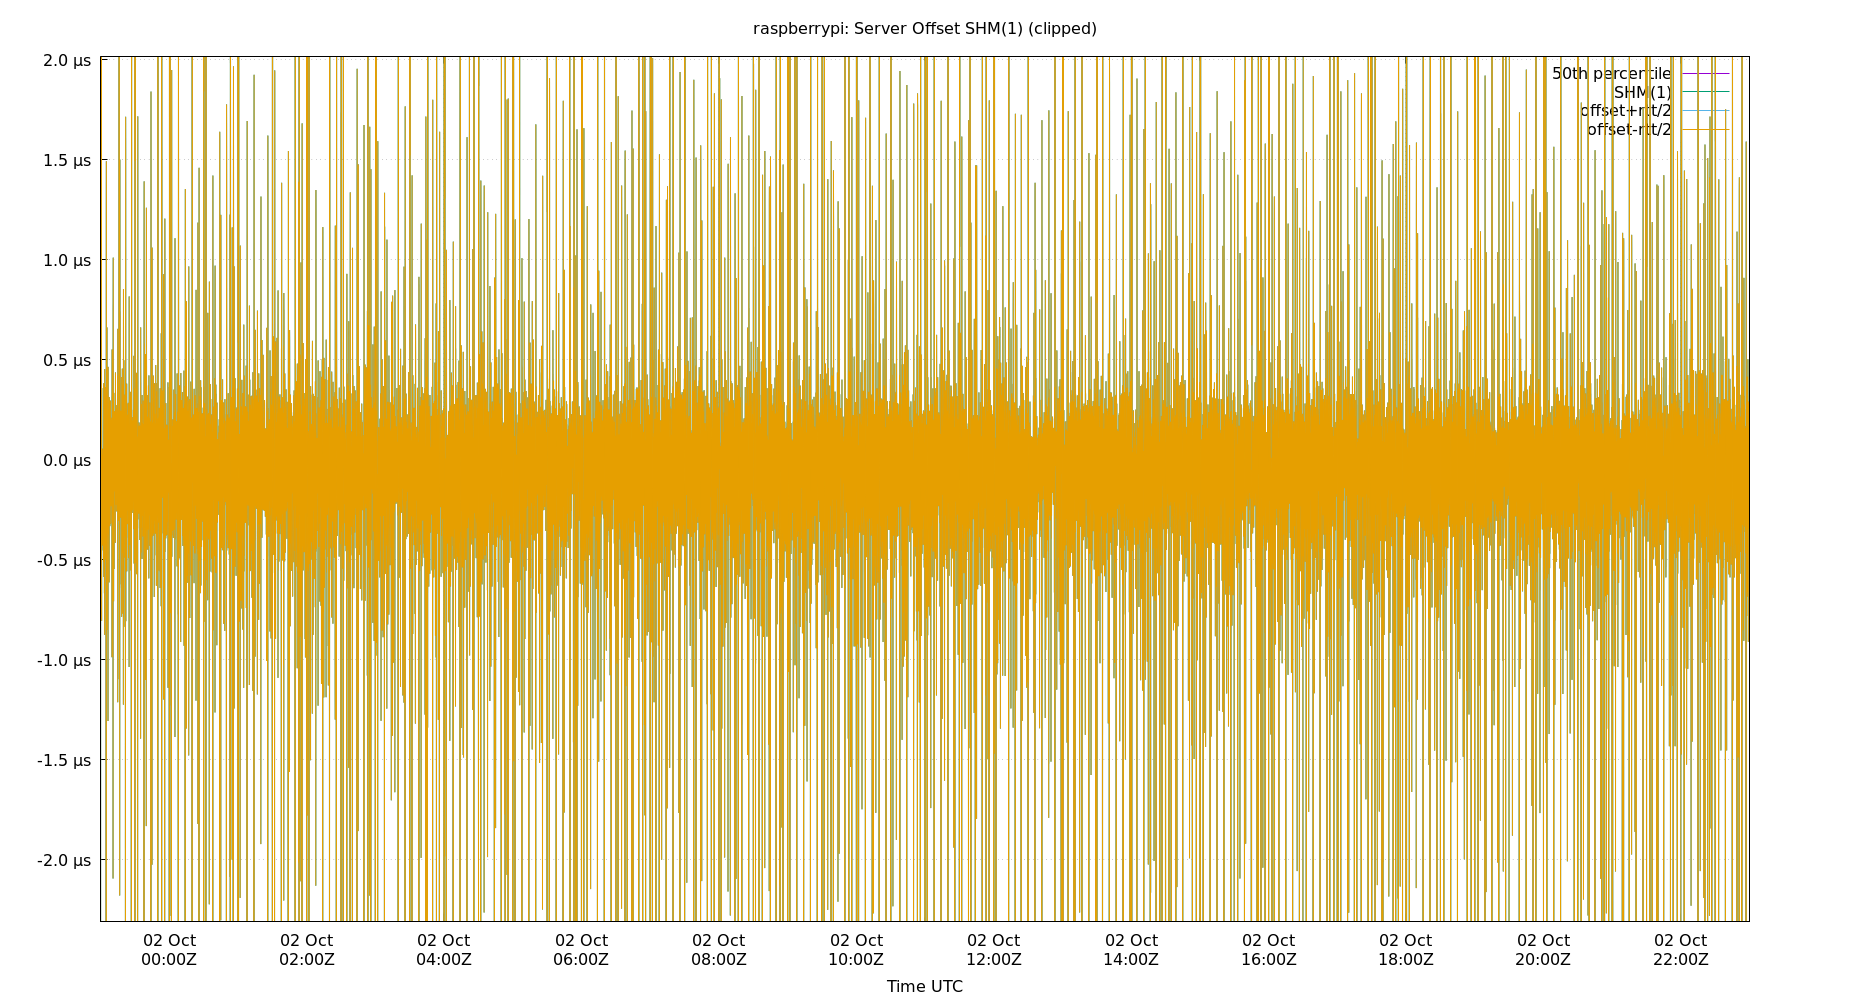 raspberrypi: Server Offset SHM(1) (clipped)
2.0 µs
1.5 µs
1.0 µs
0.5 µs
0.0 µs
-0.5 µs
-1.0 µs
-1.5 µs
-2.0 µs
50th percentile
SHM(1)
offset+rtt/2
offset-rtt/2
02 Oct 02 Oct 02 Oct 02 Oct 02 Oct 02 Oct 02 Oct 02 Oct 02 Oct 02 Oct 02 Oct 02 Oct
00:00Z 02:00Z 04:00Z 06:00Z 08:00Z 10:00Z 12:00Z 14:00Z 16:00Z 18:00Z 20:00Z 22:00Z
Time UTC